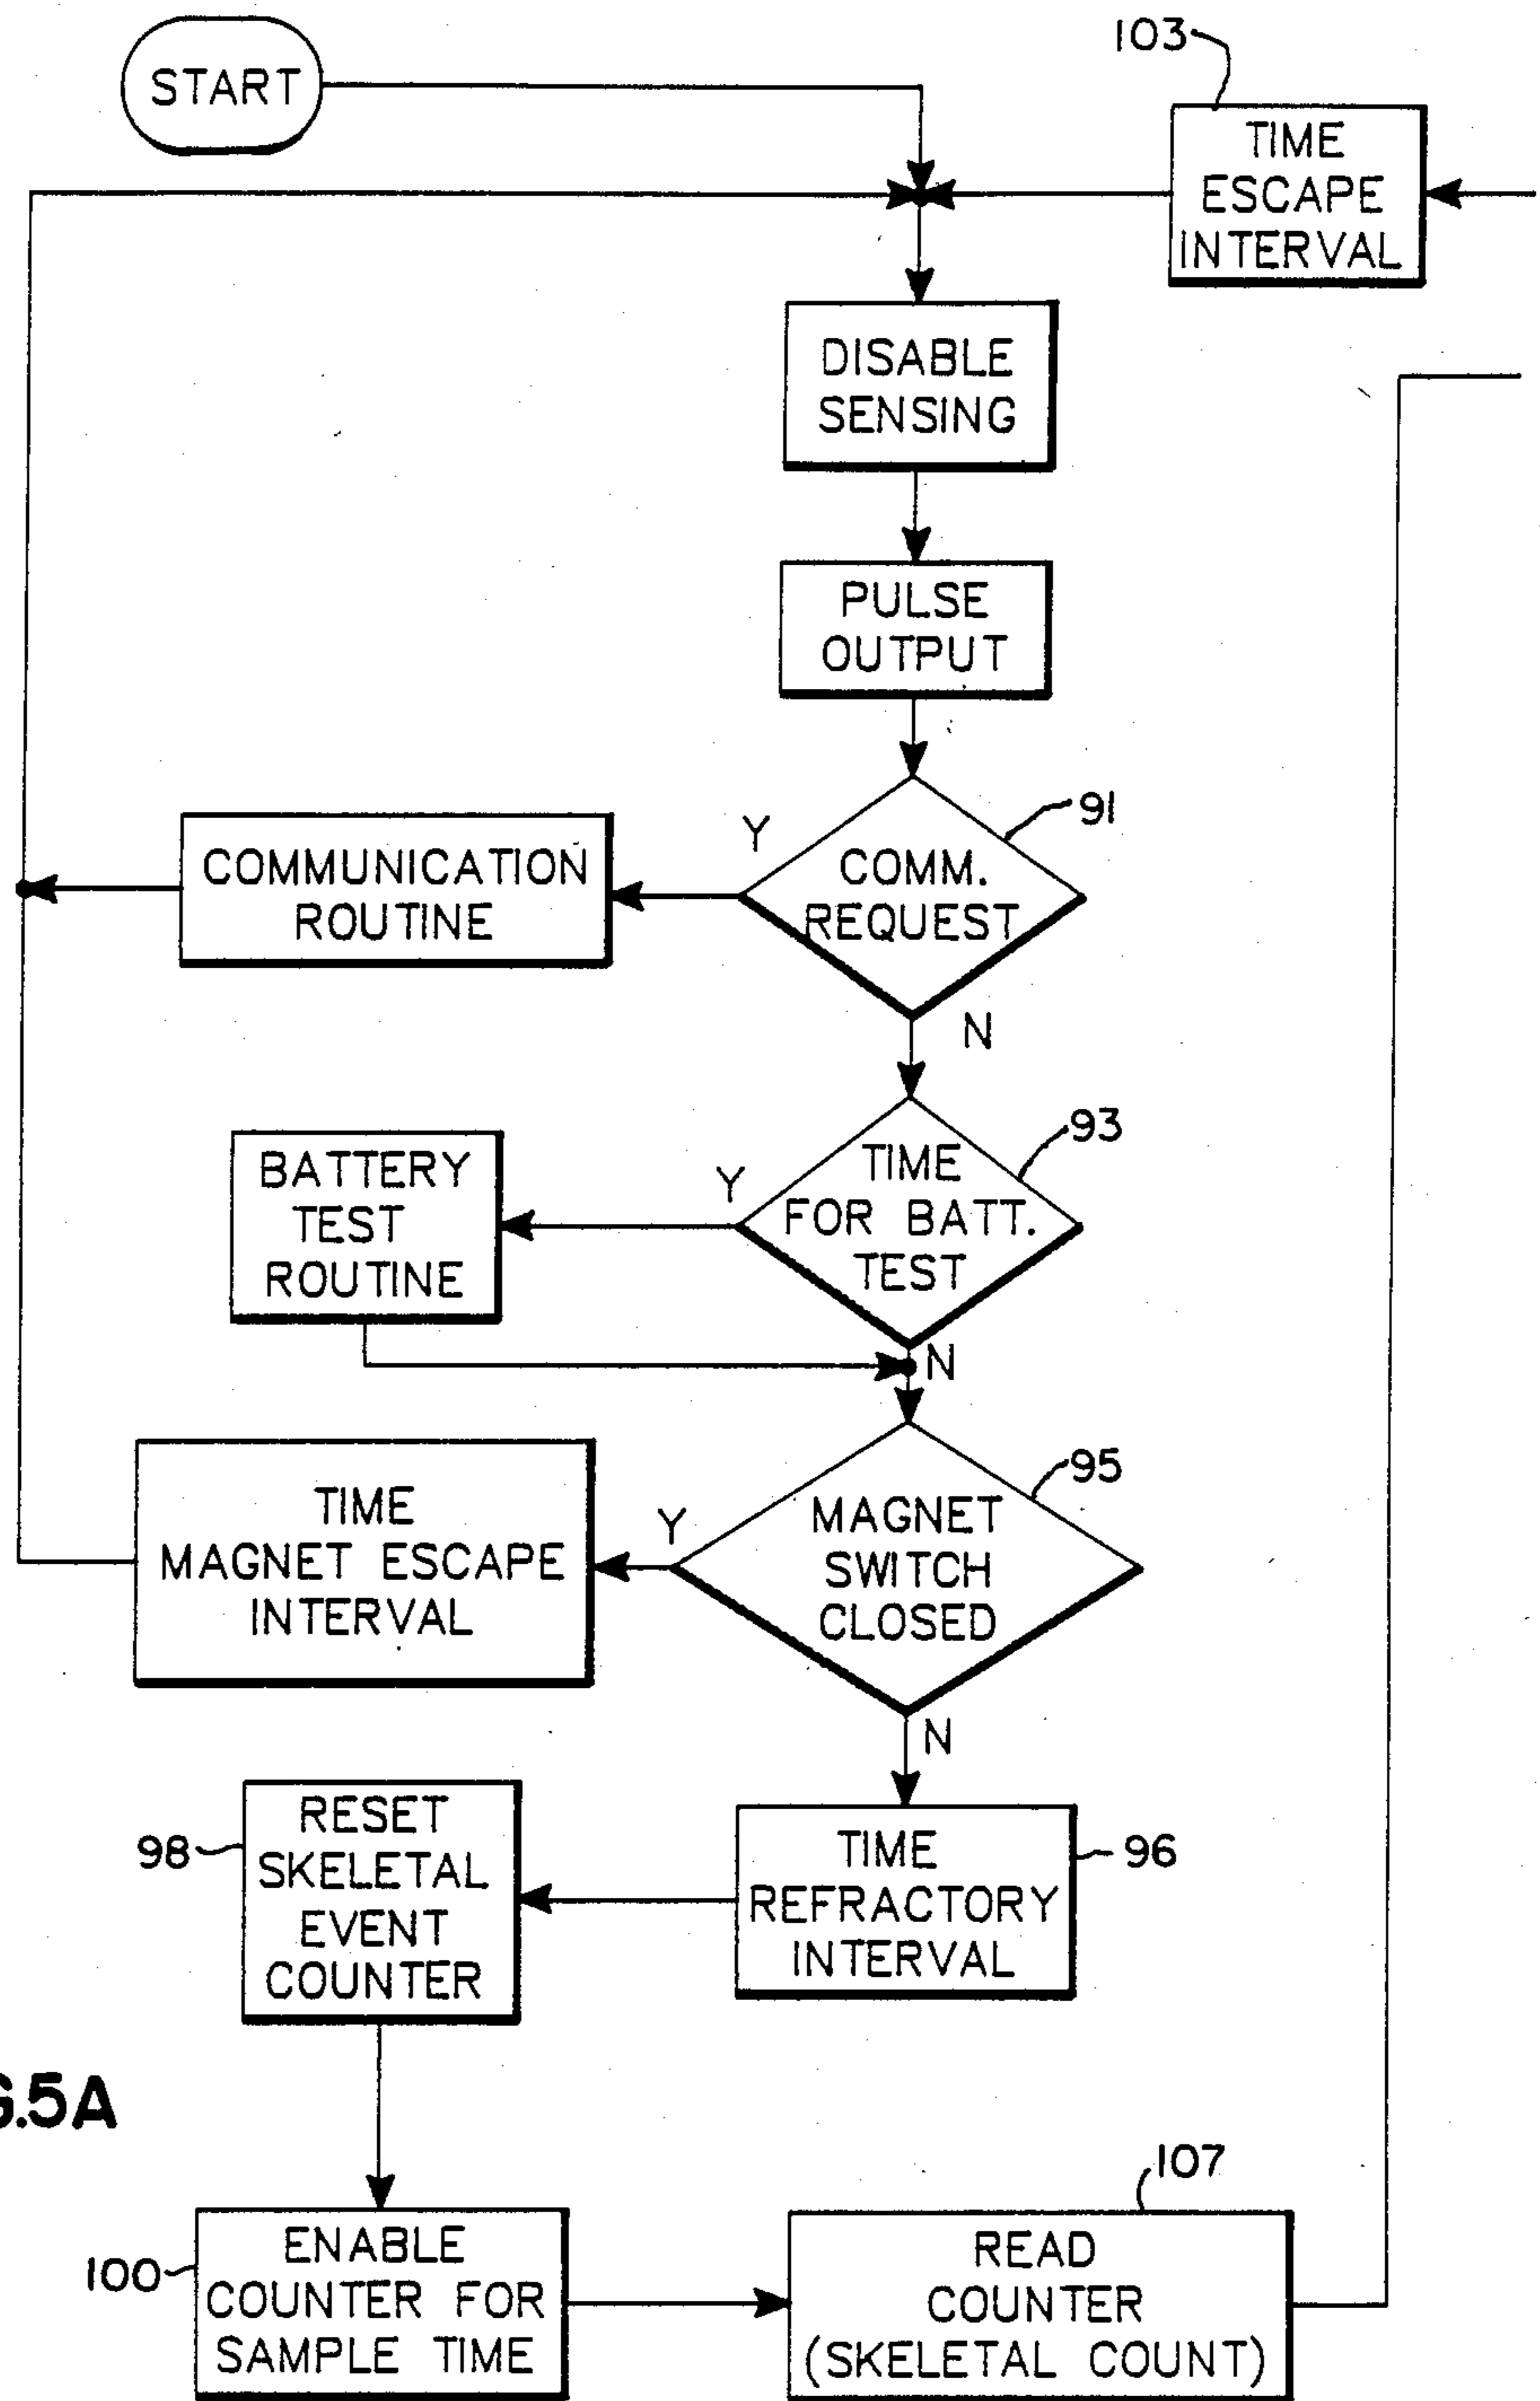 START
103
TIME
ESCAPE
INTERVAL
DISABLE
SENSING
PULSE
OUTPUT
91
Y
COMM.
REQUEST
COMMUNICATION
ROUTINE
N
93
Y
TIME
FOR BATT.
TEST
BATTERY
TEST
ROUTINE
N
95
Y
MAGNET
SWITCH
CLOSED
TIME
MAGNET ESCAPE
INTERVAL
N
96
TIME
REFRACTORY
INTERVAL
98
RESET
SKELETAL
EVENT
COUNTER
G.5A
100
ENABLE
COUNTER FOR
SAMPLE TIME
107
READ
COUNTER
(SKELETAL COUNT)